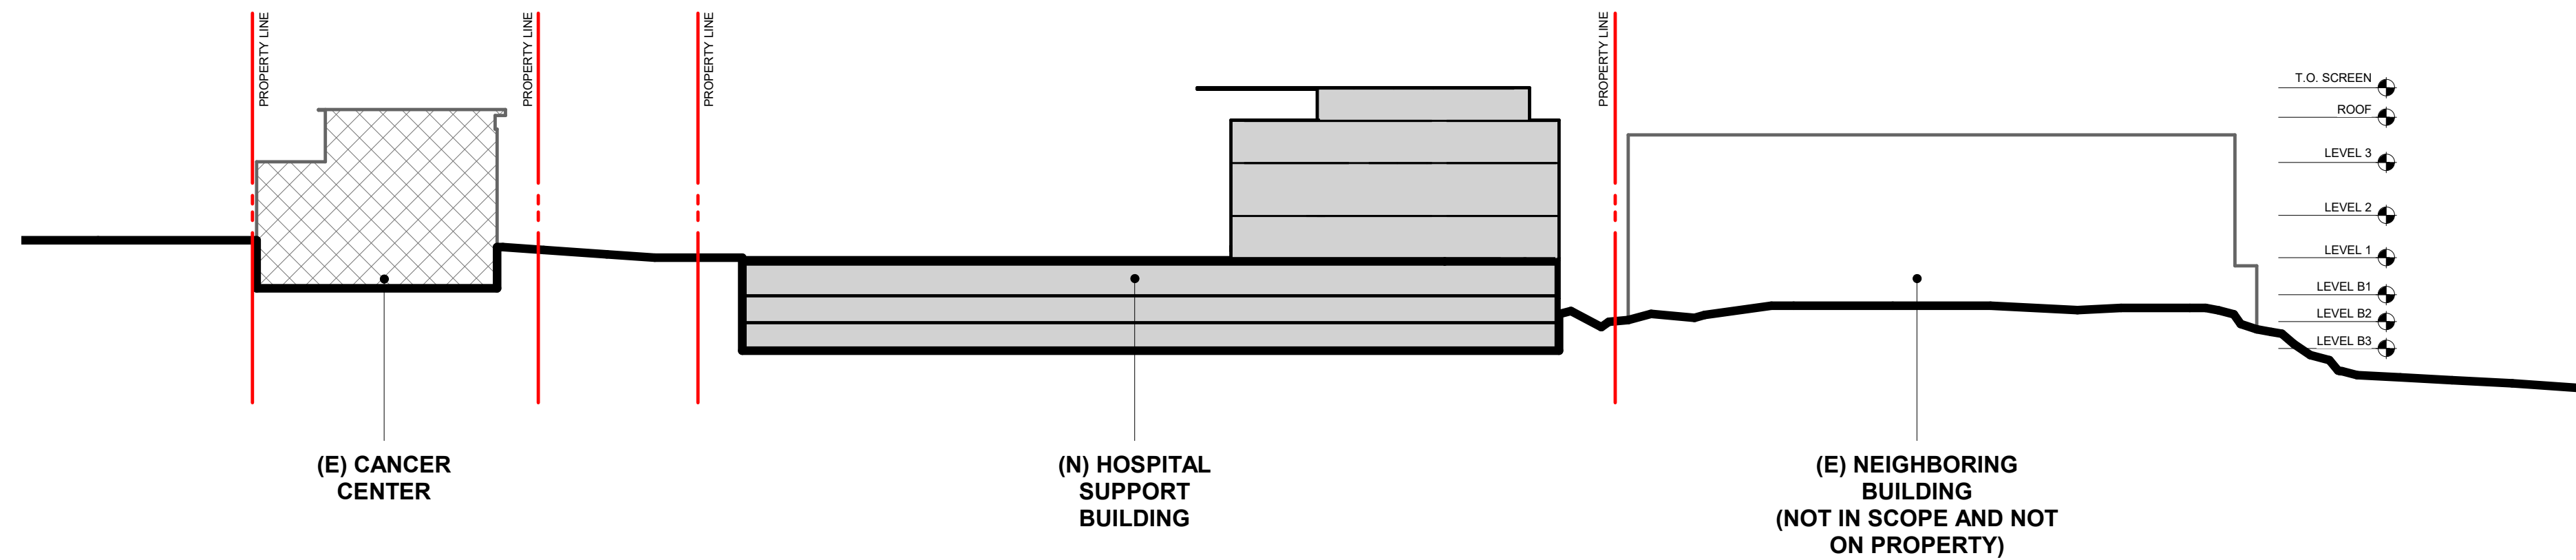 PROPERTY LINE
PROPERTY LINE
PROPERTY LINE
PROPERTY LINE
T.O. SCREEN
ROOF
LEVEL 3
LEVEL 2
LEVEL 1
LEVEL B1
LEVEL B2
LEVEL B3
(E) CANCER
CENTER
(N) HOSPITAL
SUPPORT
BUILDING
(E) NEIGHBORING
BUILDING
(NOT IN SCOPE AND NOT
ON PROPERTY)